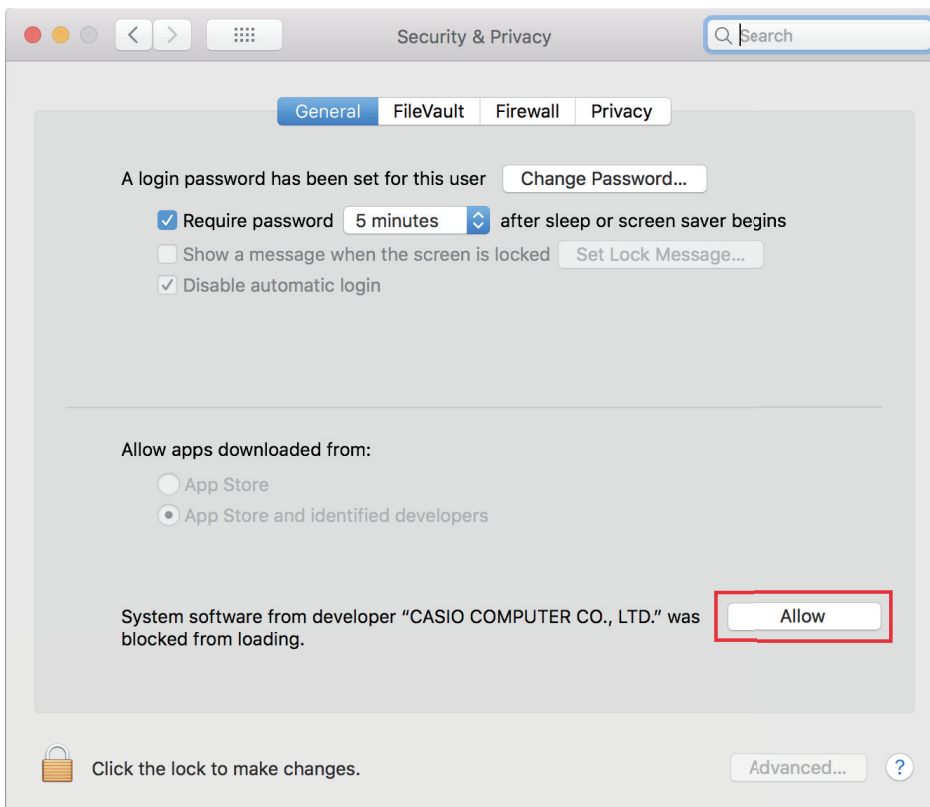 Security & Privacy
Search
General FileVault Firewall Privacy
A login password has been set for this user Change Password...
Require password 5 minutes after sleep or screen saver begins
Show a message when the screen is locked Set Lock Message...
Disable automatic login
Allow apps downloaded from:
App Store
App Store and identified developers
System software from developer “CASIO COMPUTER CO., LTD.” was Allow
blocked from loading.
Click the lock to make changes. Advanced... ?